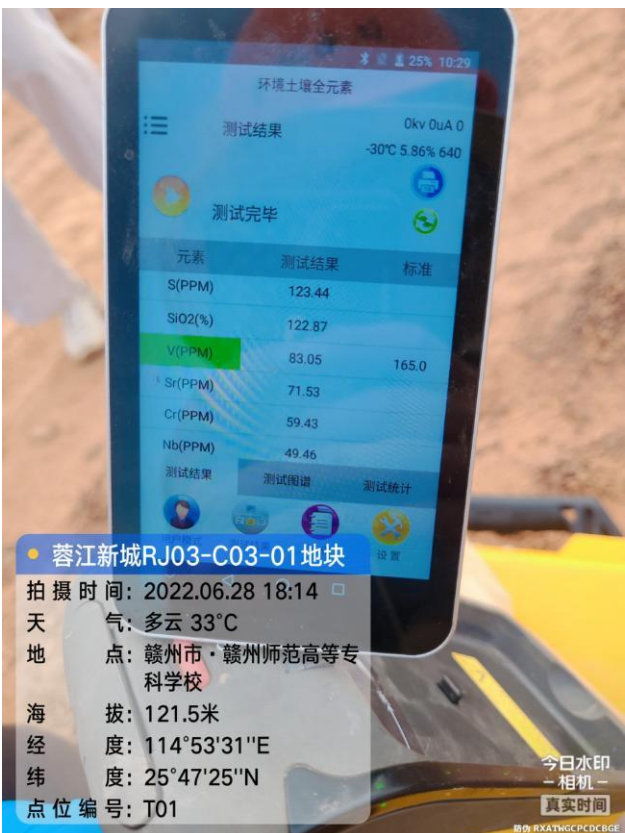 25% 10:29
环境土壤全元素
测试结果
0kv 0uA 0
-30℃ 5.86% 640
测试完毕
元素 测试结果 标准
S(PPM) 123.44
SiO2(%) 122.87
V(PPM) 83.05 165.0
Sr(PPM) 71.53
Cr(PPM) 59.43
Nb(PPM) 49.46
测试结果 测试图谱 测试统计
设置
蓉江新城RJ03-C03-01地块
拍摄时间: 2022.06.28 18:14
天气: 多云 33°C
地点: 赣州市·赣州师范高等专
科学校
海拔: 121.5米
经度: 114°53'31"E
纬度: 25°47'25"N
点位编号: T01
今日水印
-相机-
真实时间
防伪 RXATWGCPCDCBGE